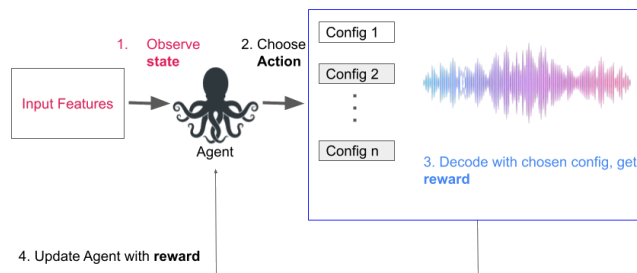 1. Observe
state
2. Choose
Action
Input Features
Agent
Config 1
Config 2
Config n
3. Decode with chosen config, get
reward
4. Update Agent with reward